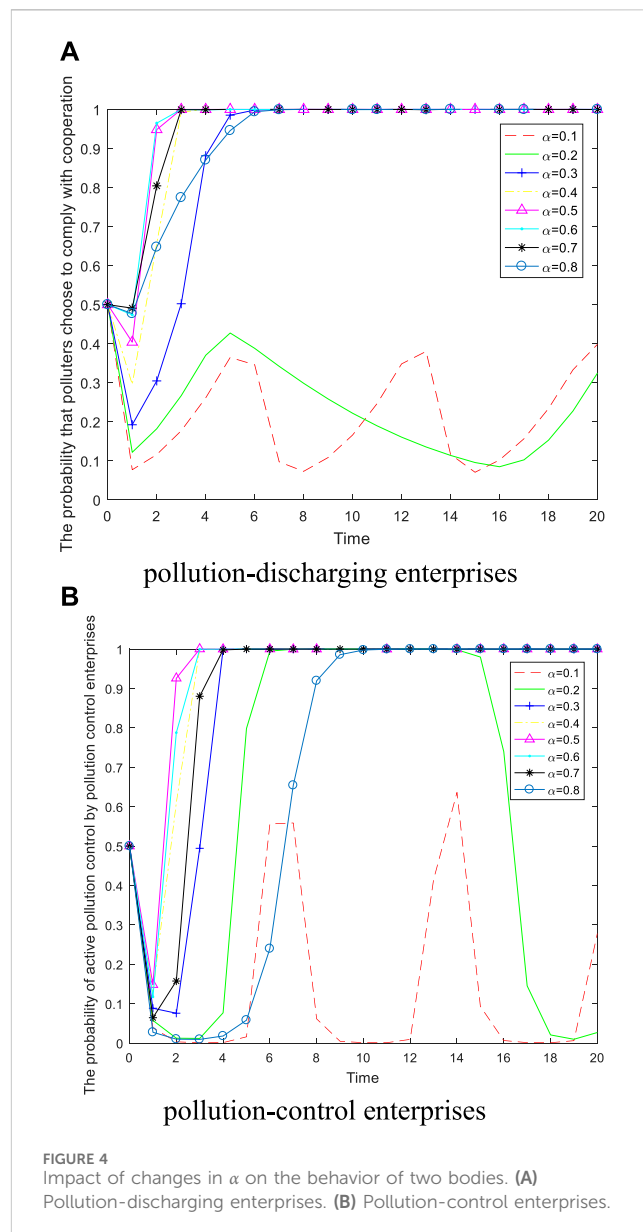 A
The probability that polluters choose to comply with cooperation
1
0.9
0.8
0.7
0.6
0.5
0.4
0.3
0.2
0.1
0
0 2 4 6 8 10 12 14 16 18 20
Time
α=0.1
α=0.2
α=0.3
α=0.4
α=0.5
α=0.6
α=0.7
α=0.8
pollution-discharging enterprises
B
The probability of active pollution control by pollution control enterprises
1
0.9
0.8
0.7
0.6
0.5
0.4
0.3
0.2
0.1
0
0 2 4 6 8 10 12 14 16 18 20
Time
α=0.1
α=0.2
α=0.3
α=0.4
α=0.5
α=0.6
α=0.7
α=0.8
pollution-control enterprises
FIGURE 4
Impact of changes in α on the behavior of two bodies. (A)
Pollution-discharging enterprises. (B) Pollution-control enterprises.